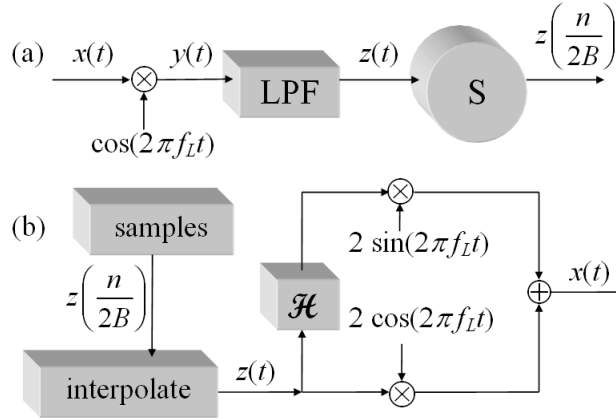 (a) x(t) y(t) LPF z(t) S z(n/2B)
cos(2πf_L t)
(b) samples
z(n/2B)
interpolate z(t)
ℋ
2 sin(2πf_L t)
2 cos(2πf_L t)
x(t)